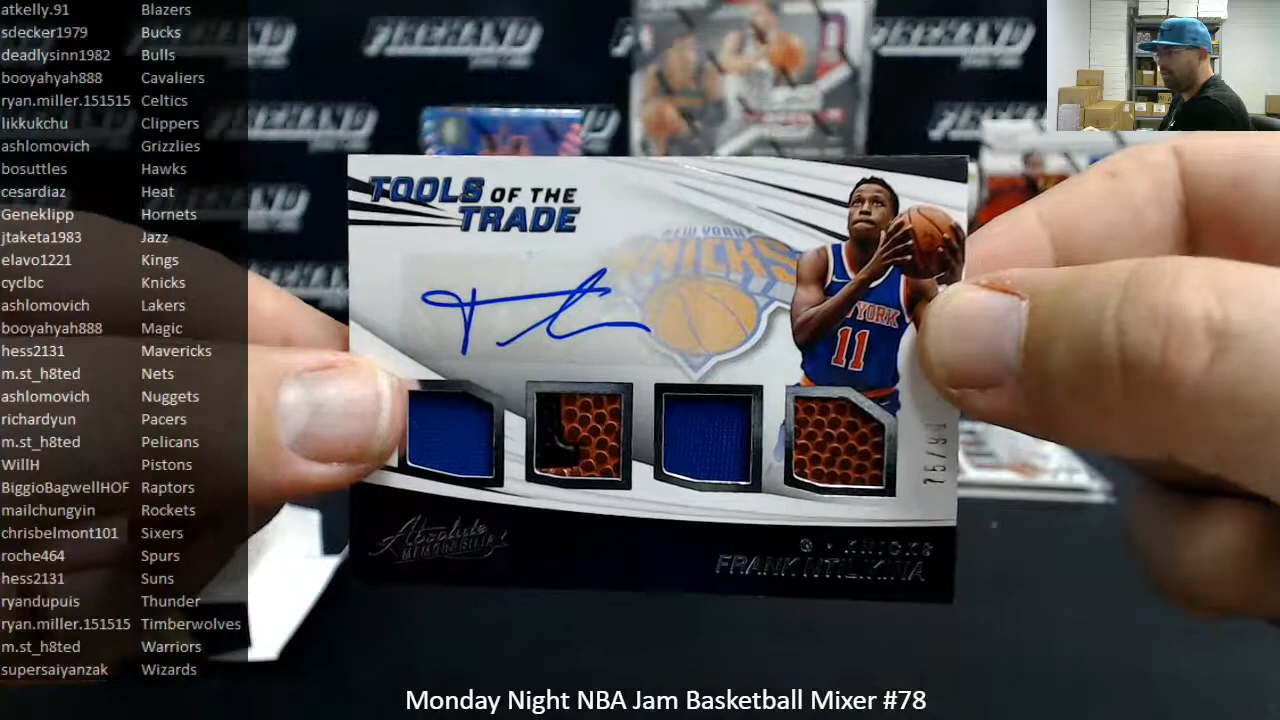 atkelly.91 Blazers
sdecker1979 Bucks
deadlysinn1982 Bulls
booyahyah888 Cavaliers
ryan.miller.151515 Celtics
likkukchu Clippers
ashlomovich Grizzlies
bosuttles Hawks
cesardiaz Heat
Geneklipp Hornets
jtaketa1983 Jazz
elavo1221 Kings
cyclbc Knicks
ashlomovich Lakers
booyahyah888 Magic
hess2131 Mavericks
m.st_h8ted Nets
ashlomovich Nuggets
richardyun Pacers
m.st_h8ted Pelicans
WillH Pistons
BiggioBagwellHOF Raptors
mailchungyin Rockets
chrisbelmont101 Sixers
roche464 Spurs
hess2131 Suns
ryandupuis Thunder
ryan.miller.151515 Timberwolves
m.st_h8ted Warriors
supersaiyanzak Wizards
FIREHAND
TOOLS OF THE
TRADE
NEW YORK
KNICKS
YORK
11
Absolute
MEMORABILIA
G • KNICKS
FRANK NTILIKINA
Monday Night NBA Jam Basketball Mixer #78